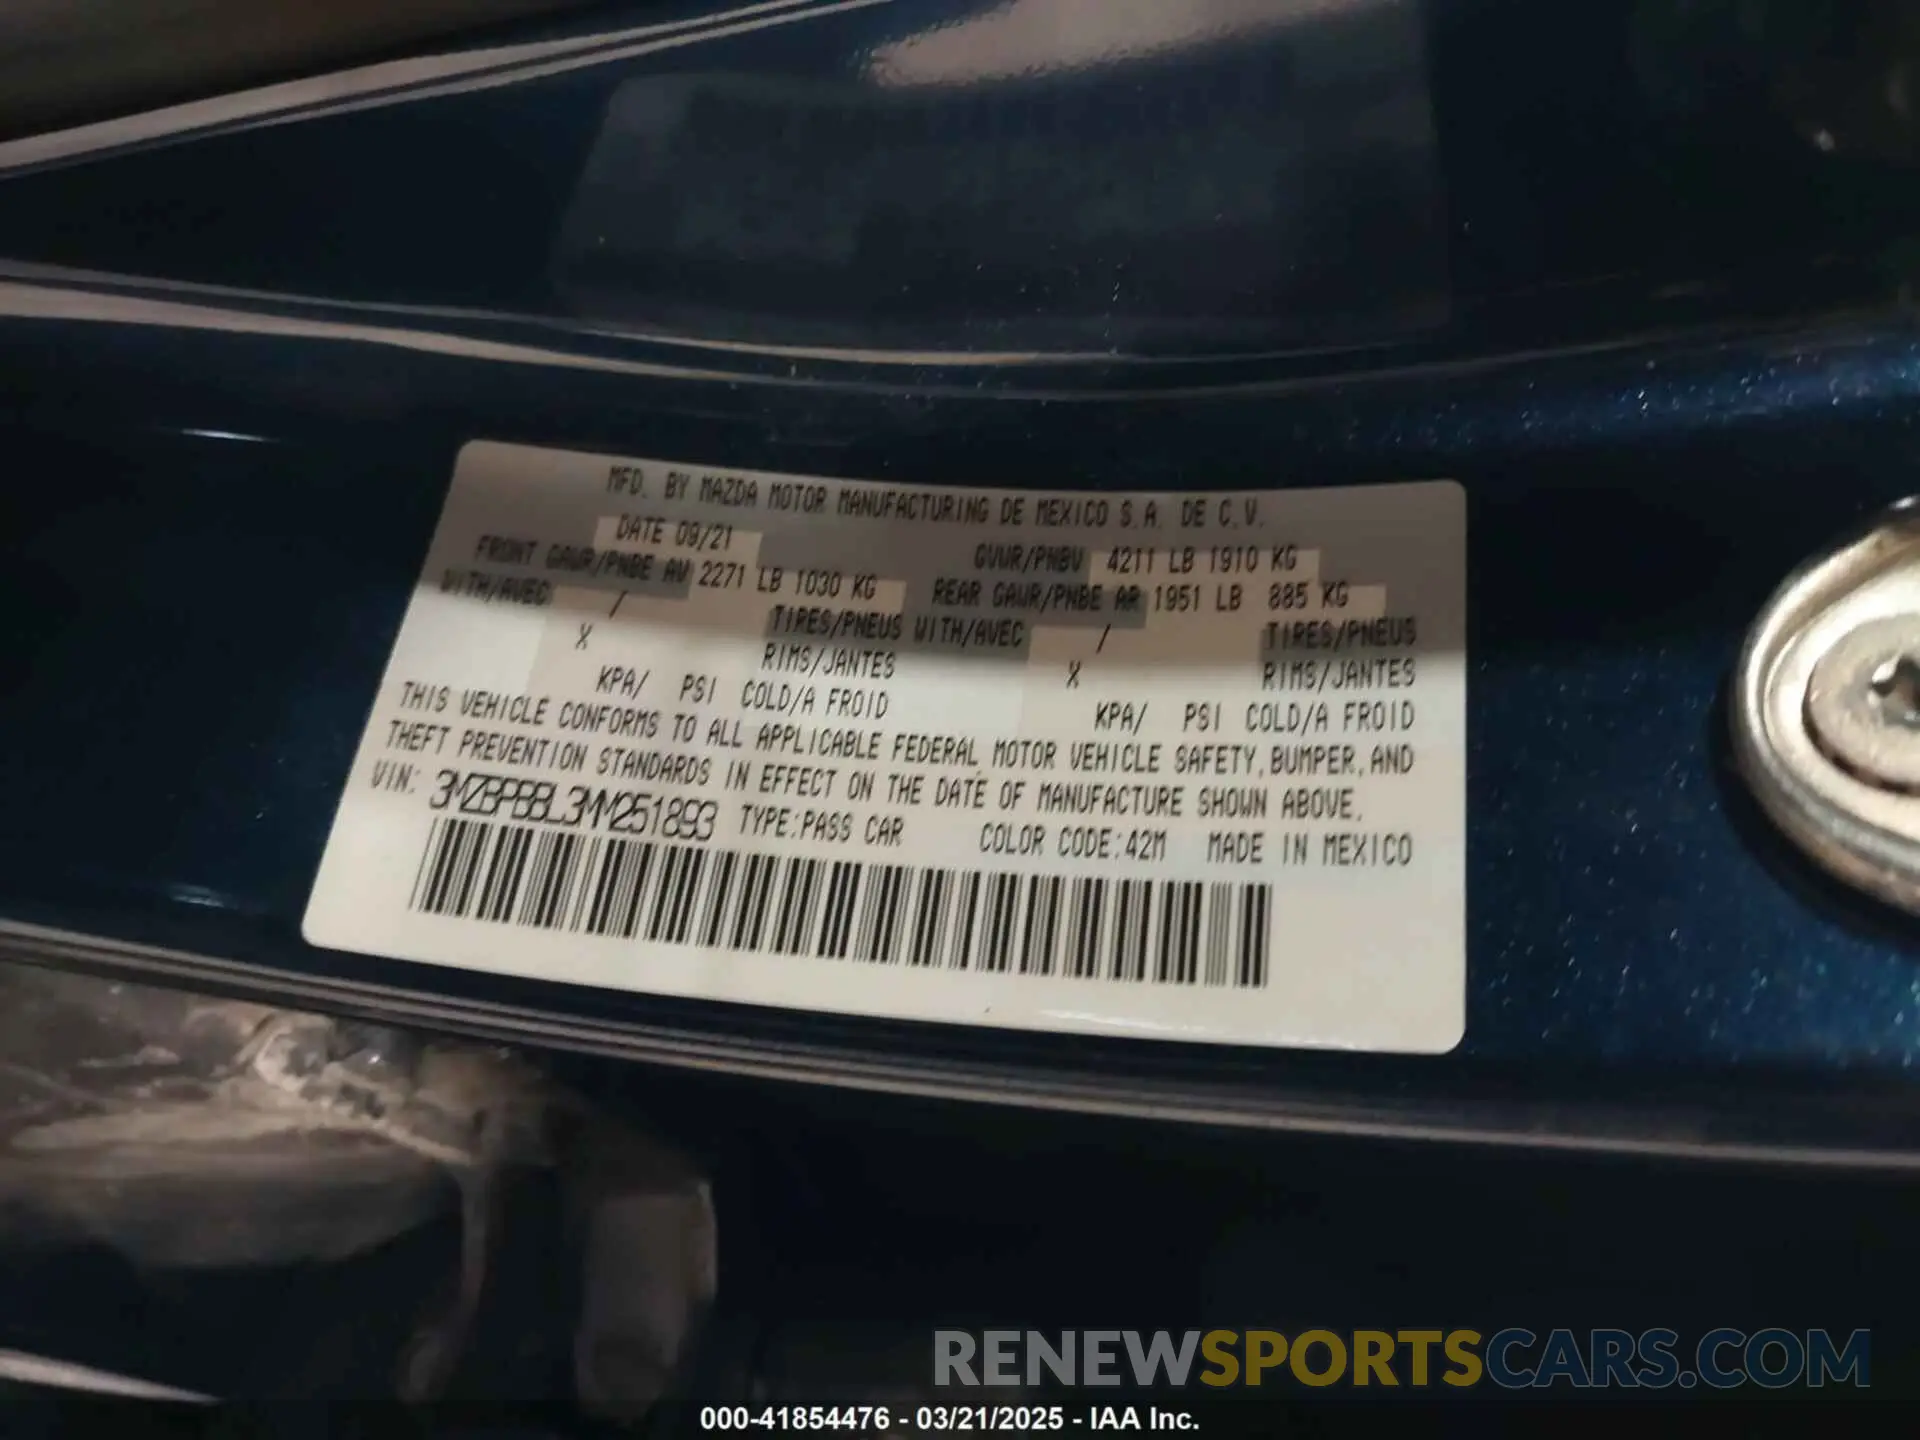 MFD. BY MAZDA MOTOR MANUFACTURING DE MEXICO S.A. DE C.V.
DATE 09/21 GVWR/PNBV 4211 LB 1910 KG
FRONT GAWR/PNBE AV 2271 LB 1030 KG REAR GAWR/PNBE AR 1951 LB 885 KG
WITH/AVEC / TIRES/PNEUS WITH/AVEC / TIRES/PNEUS
X RIMS/JANTES X RIMS/JANTES
KPA/ PSI COLD/A FROID KPA/ PSI COLD/A FROID
THIS VEHICLE CONFORMS TO ALL APPLICABLE FEDERAL MOTOR VEHICLE SAFETY, BUMPER, AND
THEFT PREVENTION STANDARDS IN EFFECT ON THE DATE OF MANUFACTURE SHOWN ABOVE.
VIN: 3MZBPBBL3MM251893 TYPE:PASS CAR COLOR CODE:42M MADE IN MEXICO
RENEWSPORTSCARS.COM
000-41854476 - 03/21/2025 - IAA Inc.